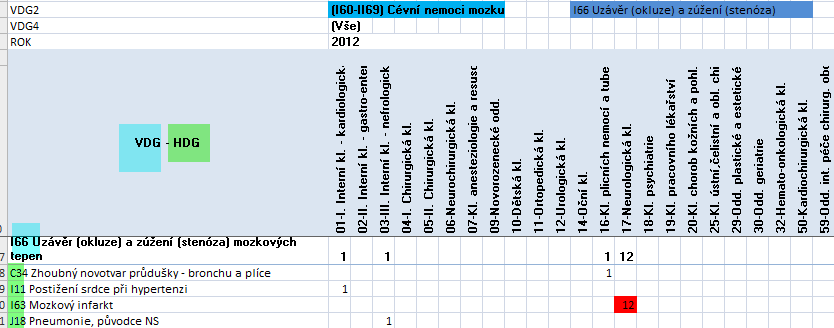 VDG2 (I60-II69) Cévní nemoci mozku I66 Uzávěr (okluze) a zúžení (stenóza)
VDG4 (Vše)
ROK 2012
VDG - HDG
01-I. Interní kl. - kardiologick
02-II. Interní kl. - gastro-enter
03-III. Interní kl. - nefrologick
04-I. Chirurgická kl.
05-II. Chirurgická kl.
06-Neurochirurgická kl.
07-Kl. anesteziologie a resusc
09-Novorozenecké odd.
10-Dětská kl.
11-Ortopedická kl.
12-Urologická kl.
14-Oční kl.
16-Kl. plicních nemocí a tube
17-Neurologická kl.
18-Kl. psychiatrie
19-Kl. pracovního lékařství
20-Kl. chorob kožních a pohl.
25-Kl. ústní,čelistní a obl. chi
29-Odd. plastické a estetické
30-Odd. geriatrie
32-Hemato-onkologická kl.
50-Kardiochirurgická kl.
59-Odd. int. péče chirurg. obo
I66 Uzávěr (okluze) a zúžení (stenóza) mozkových
7 tepen 1 1 1 12
8 C34 Zhoubný novotvar průdušky - bronchu a plíce 1
9 I11 Postižení srdce při hypertenzi 1
0 I63 Mozkový infarkt 12
1 J18 Pneumonie, původce NS 1